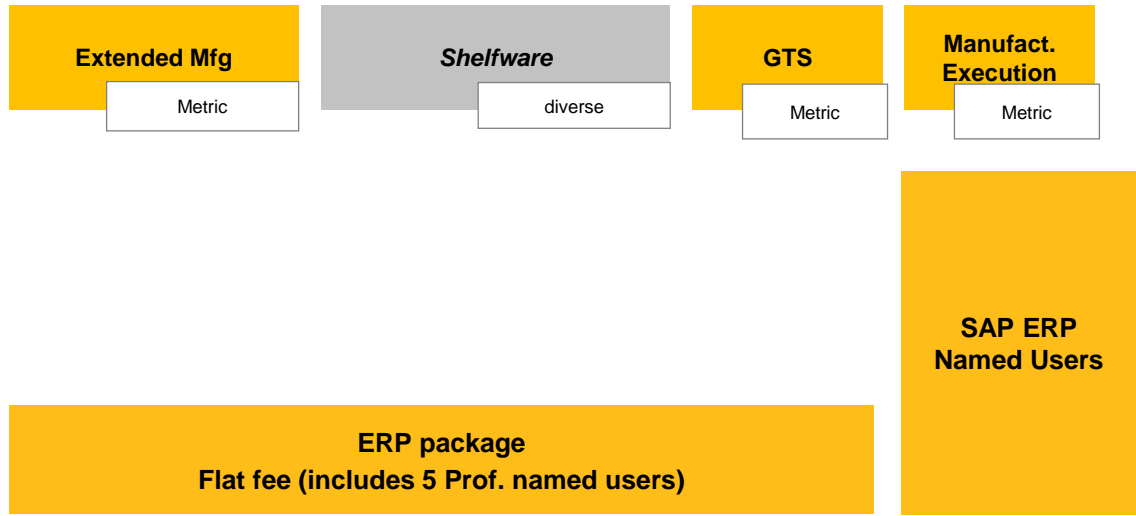 Extended Mfg
Metric
Shelfware
diverse
GTS
Metric
Manufact.
Execution
Metric
SAP ERP
Named Users
ERP package
Flat fee (includes 5 Prof. named users)